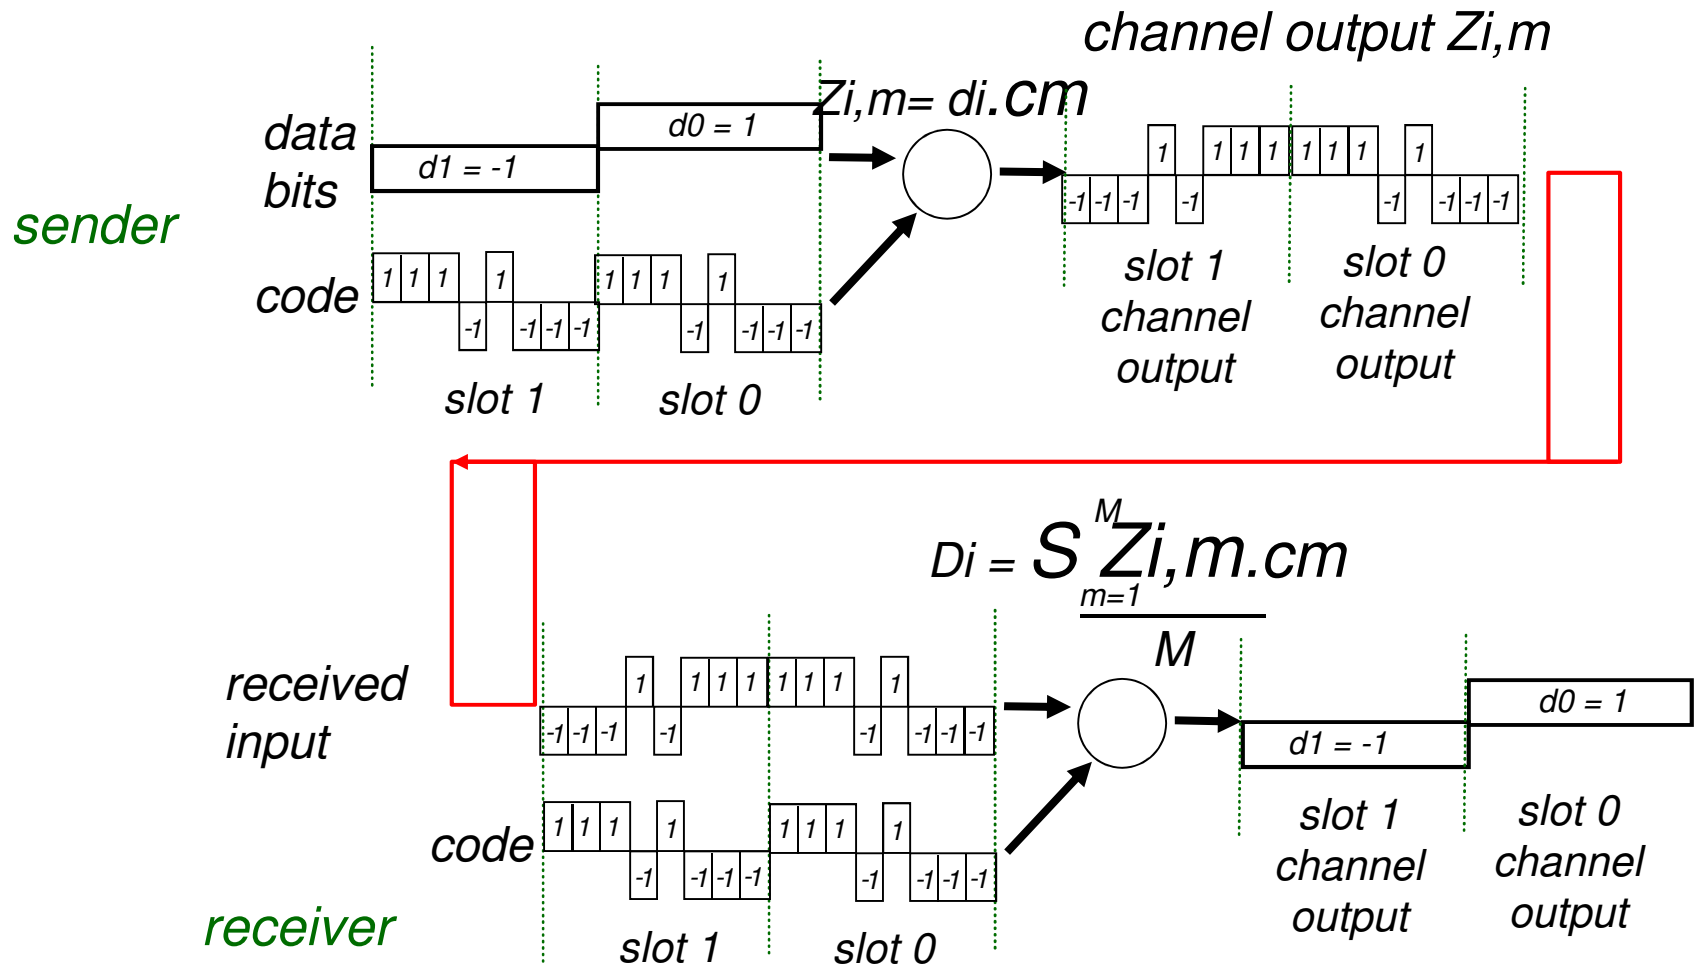 channel output Zi,m
Zi,m= di.cm
data
bits
d1 = -1
d0 = 1
sender
code
1 1 1 -1 1 -1 -1 -1
1 1 1 -1 1 -1 -1 -1
slot 1
slot 0
-1 -1 -1 1 -1 1 1 1
1 1 1 -1 1 -1 -1 -1
slot 1
channel
output
slot 0
channel
output
M
Di = S Zi,m.cm
m=1
M
received
input
-1 -1 -1 1 -1 1 1 1
1 1 1 -1 1 -1 -1 -1
code
1 1 1 -1 1 -1 -1 -1
1 1 1 -1 1 -1 -1 -1
receiver
slot 1
slot 0
d1 = -1
d0 = 1
slot 1
channel
output
slot 0
channel
output